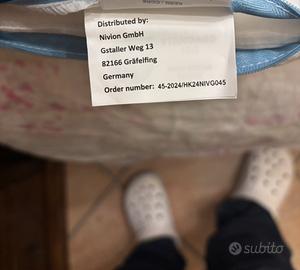 Distributed by:
Nivion GmbH
Gstaller Weg 13
82166 Gräfelfing
Germany
Order number: 45-2024/HK24NIVG045
subito